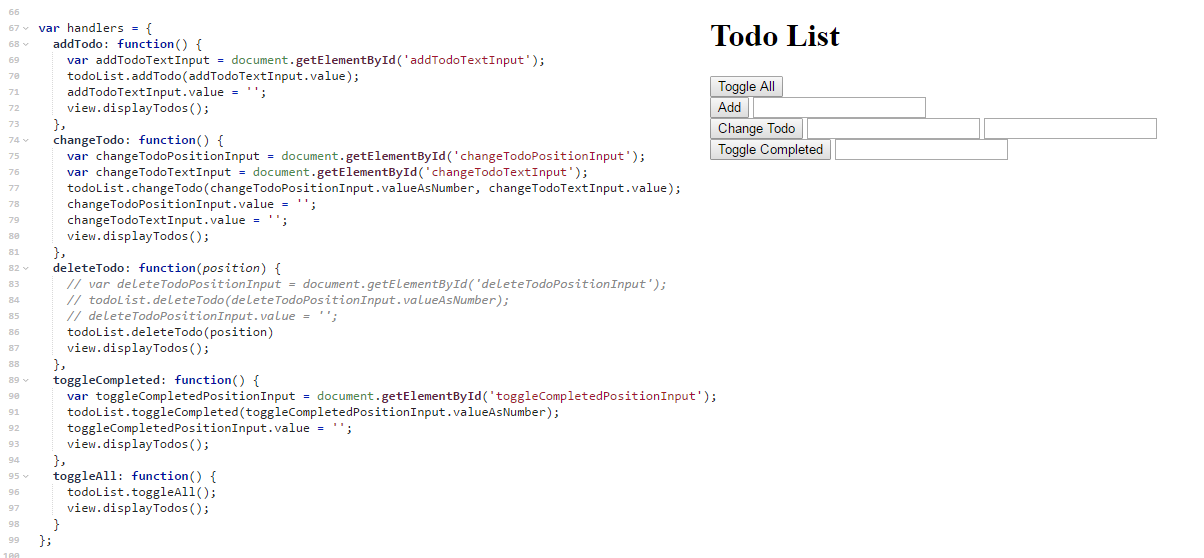 66
67 var handlers = {
68 addTodo: function() {
69 var addTodoTextInput = document.getElementById('addTodoTextInput');
70 todoList.addTodo(addTodoTextInput.value);
71 addTodoTextInput.value = '';
72 view.displayTodos();
73 },
74 changeTodo: function() {
75 var changeTodoPositionInput = document.getElementById('changeTodoPositionInput');
76 var changeTodoTextInput = document.getElementById('changeTodoTextInput');
77 todoList.changeTodo(changeTodoPositionInput.valueAsNumber, changeTodoTextInput.value);
78 changeTodoPositionInput.value = '';
79 changeTodoTextInput.value = '';
80 view.displayTodos();
81 },
82 deleteTodo: function(position) {
83 // var deleteTodoPositionInput = document.getElementById('deleteTodoPositionInput');
84 // todoList.deleteTodo(deleteTodoPositionInput.valueAsNumber);
85 // deleteTodoPositionInput.value = '';
86 todoList.deleteTodo(position)
87 view.displayTodos();
88 },
89 toggleCompleted: function() {
90 var toggleCompletedPositionInput = document.getElementById('toggleCompletedPositionInput');
91 todoList.toggleCompleted(toggleCompletedPositionInput.valueAsNumber);
92 toggleCompletedPositionInput.value = '';
93 view.displayTodos();
94 },
95 toggleAll: function() {
96 todoList.toggleAll();
97 view.displayTodos();
98 }
99 };
100
Todo List
Toggle All
Add
Change Todo
Toggle Completed